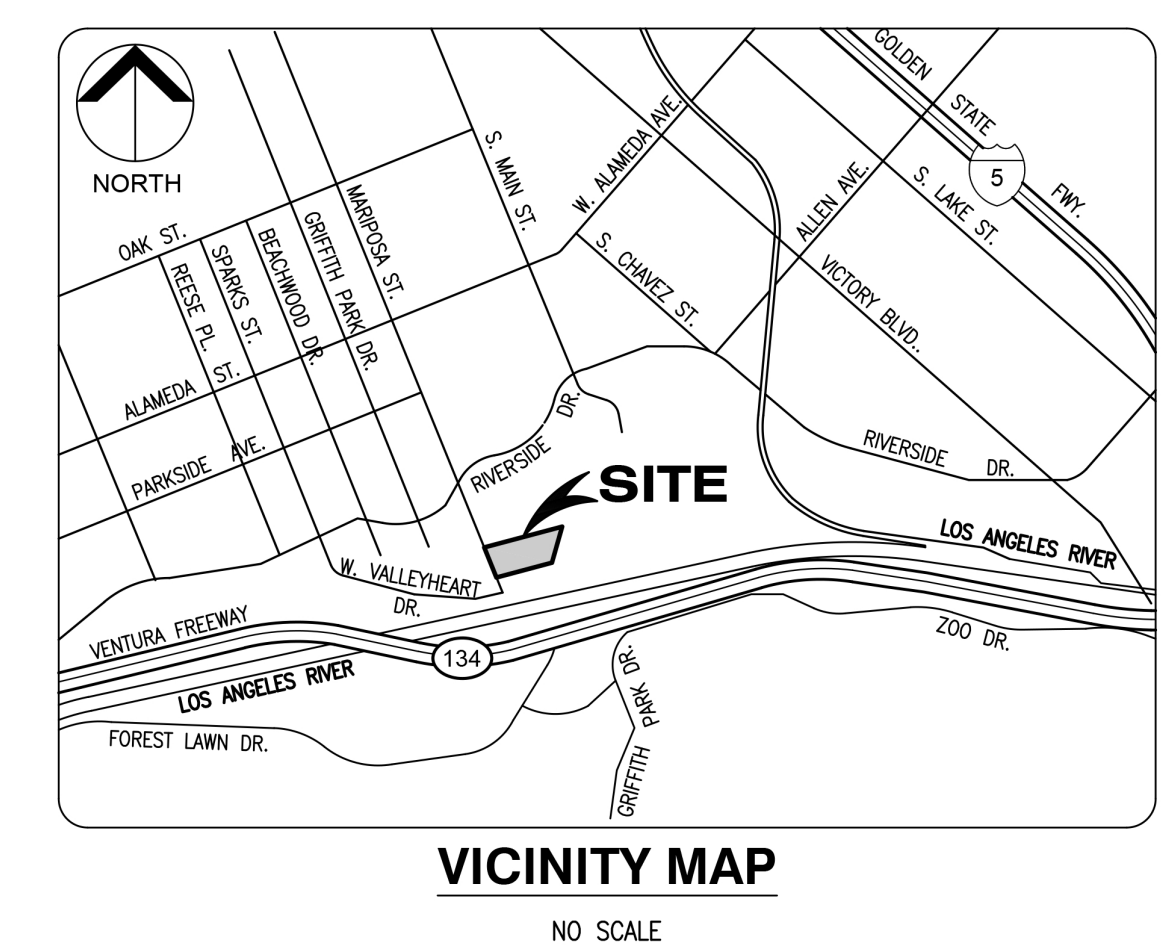 NORTH
GOLDEN STATE FWY.
5
S. MAIN ST.
W. ALAMEDA AVE.
ALLEN AVE.
S. LAKE ST.
MARIPOSA ST.
GRIFFITH PARK DR.
BEACHWOOD DR.
SPARKS ST.
REESE PL.
OAK ST.
S. CHAVEZ ST.
VICTORY BLVD..
ALAMEDA ST.
PARKSIDE AVE.
RIVERSIDE DR.
RIVERSIDE DR.
SITE
LOS ANGELES RIVER
W. VALLEYHEART
DR.
VENTURA FREEWAY
134
ZOO DR.
LOS ANGELES RIVER
GRIFFITH PARK DR.
FOREST LAWN DR.
VICINITY MAP
NO SCALE